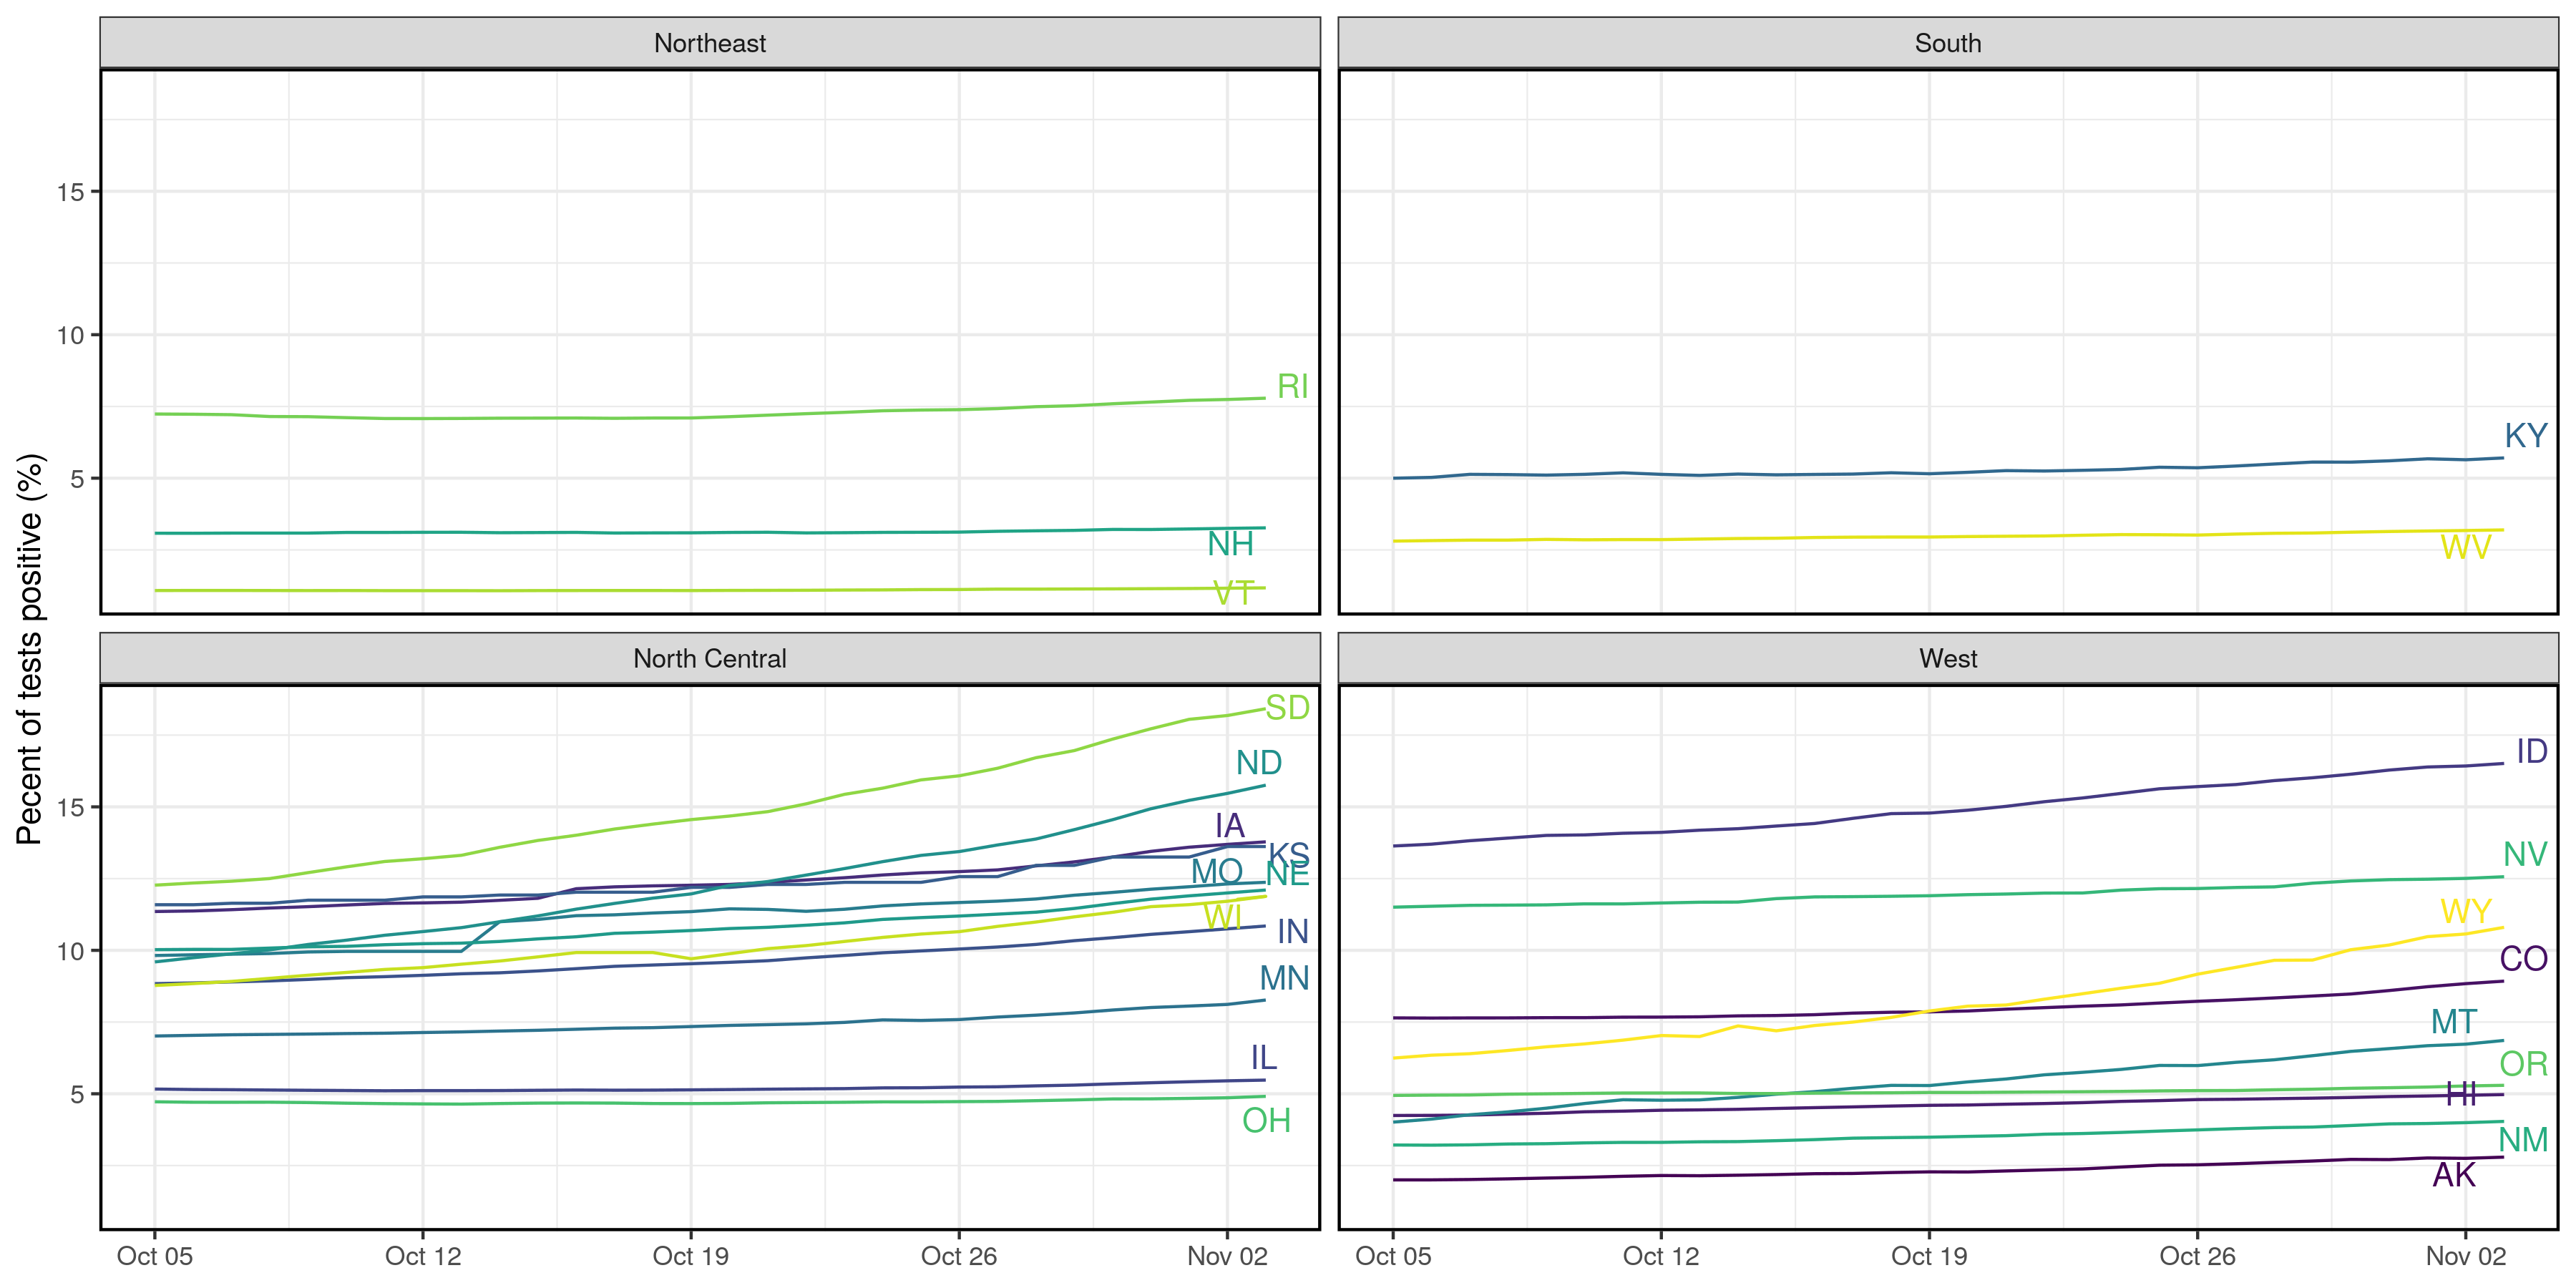 Northeast
South
Pecent of tests positive (%)
15
10
5
RI
NH
VT
KY
WV
North Central
West
15
10
5
SD
ND
IA
KS
MO
NE
WI
IN
MN
IL
OH
ID
NV
WY
CO
MT
OR
HI
NM
AK
Oct 05
Oct 12
Oct 19
Oct 26
Nov 02
Oct 05
Oct 12
Oct 19
Oct 26
Nov 02